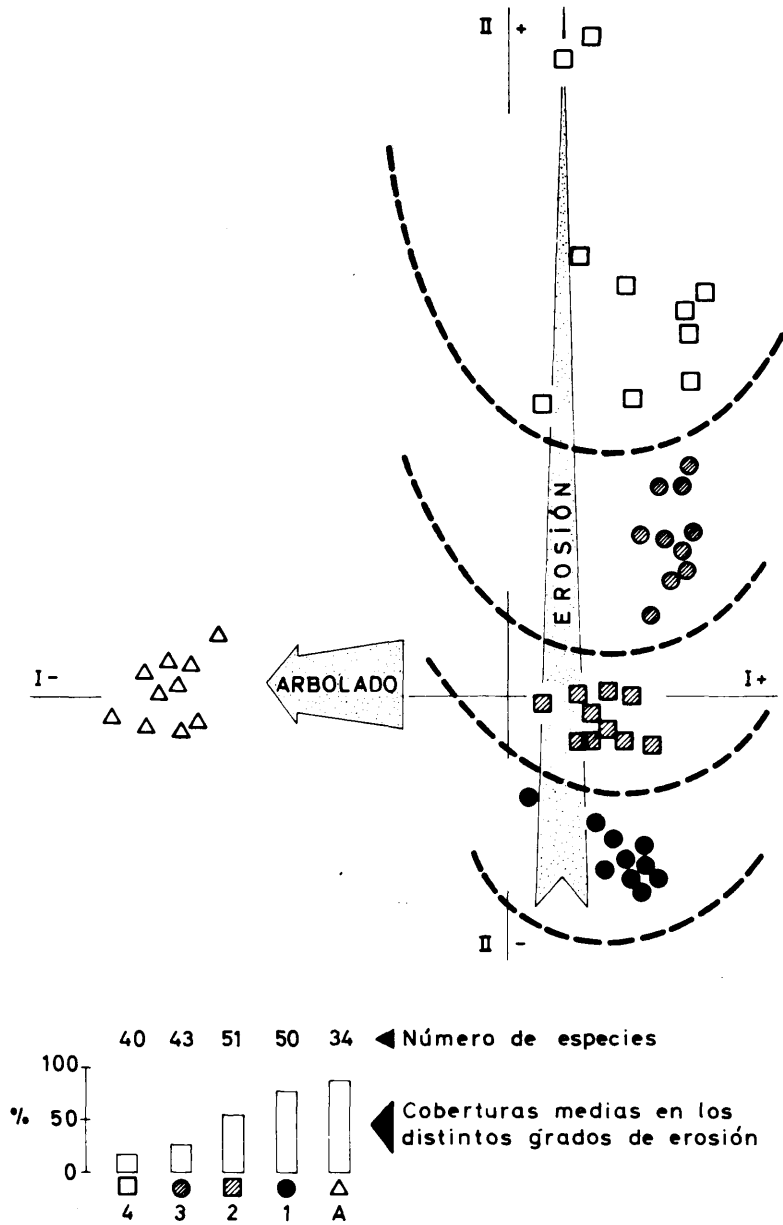 II +
EROSIÓN
I - ARBOLADO I+
II -
40 43 51 50 34 Número de especies
100
% 50
0
Coberturas medias en los
distintos grados de erosión
4 3 2 1 A